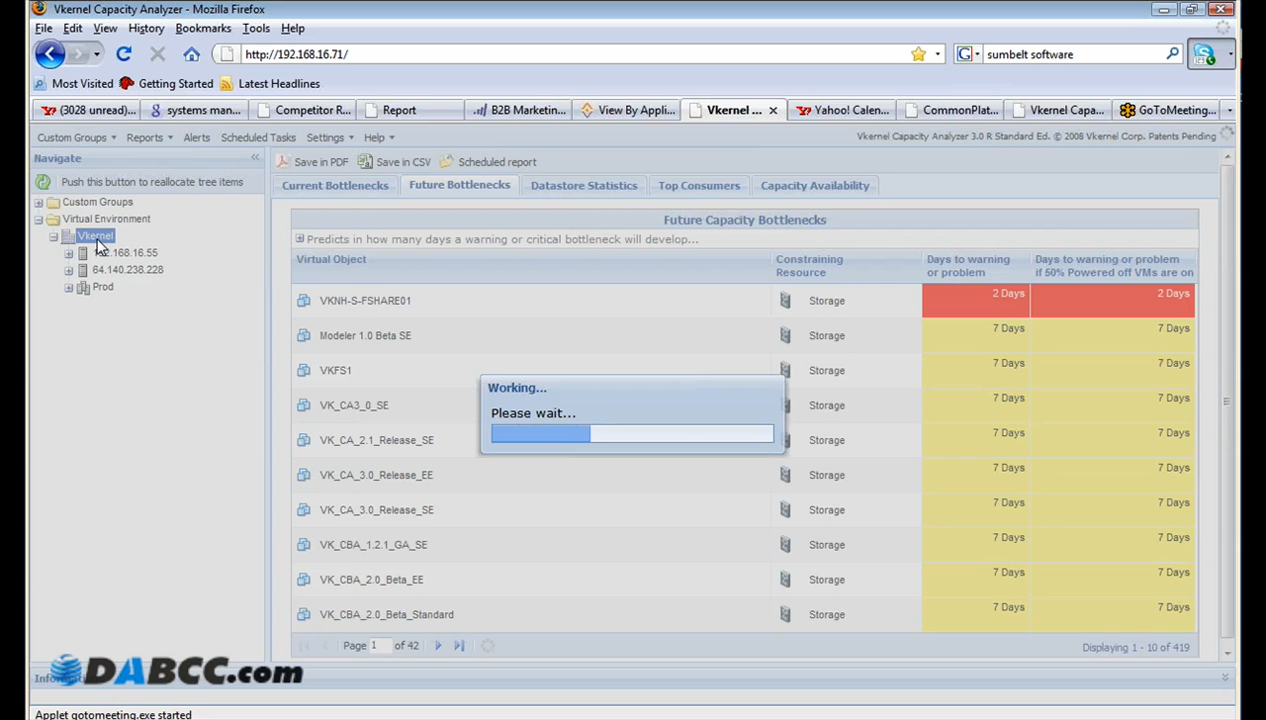 Vkernel Capacity Analyzer - Mozilla Firefox
File Edit View History Bookmarks Tools Help
http://192.168.16.71/
sumbelt software
Most Visited Getting Started Latest Headlines
(3028 unread)... systems man... Competitor R... Report B2B Marketin... View By Appli... Vkernel ... Yahoo! Calen... CommonPlat... Vkernel Capa... GoToMeeting...
Custom Groups Reports Alerts Scheduled Tasks Settings Help
Vkernel Capacity Analyzer 3.0 R Standard Ed. © 2008 Vkernel Corp. Patents Pending
Navigate
Save in PDF Save in CSV Scheduled report
Push this button to reallocate tree items
Current Bottlenecks Future Bottlenecks Datastore Statistics Top Consumers Capacity Availability
Custom Groups
Virtual Environment
Vkernel
64.140.238.228
Prod
Future Capacity Bottlenecks
Predicts in how many days a warning or critical bottleneck will develop...
Virtual Object
Constraining Resource
Days to warning or problem
Days to warning or problem if 50% Powered off VMs are on
VKNH-S-FSHARE01 Storage 2 Days 2 Days
Modeler 1.0 Beta SE Storage 7 Days 7 Days
VKFS1 Storage 7 Days 7 Days
VK_CA3_0_SE Storage 7 Days 7 Days
VK_CA_2.1_Release_SE Storage 7 Days 7 Days
VK_CA_3.0_Release_EE Storage 7 Days 7 Days
VK_CA_3.0_Release_SE Storage 7 Days 7 Days
VK_CBA_1.2.1_GA_SE Storage 7 Days 7 Days
VK_CBA_2.0_Beta_EE Storage 7 Days 7 Days
VK_CBA_2.0_Beta_Standard Storage 7 Days 7 Days
Working...
Please wait...
Page 1 of 42
Displaying 1 - 10 of 419
DABCC.com
Applet gotomeeting.exe started